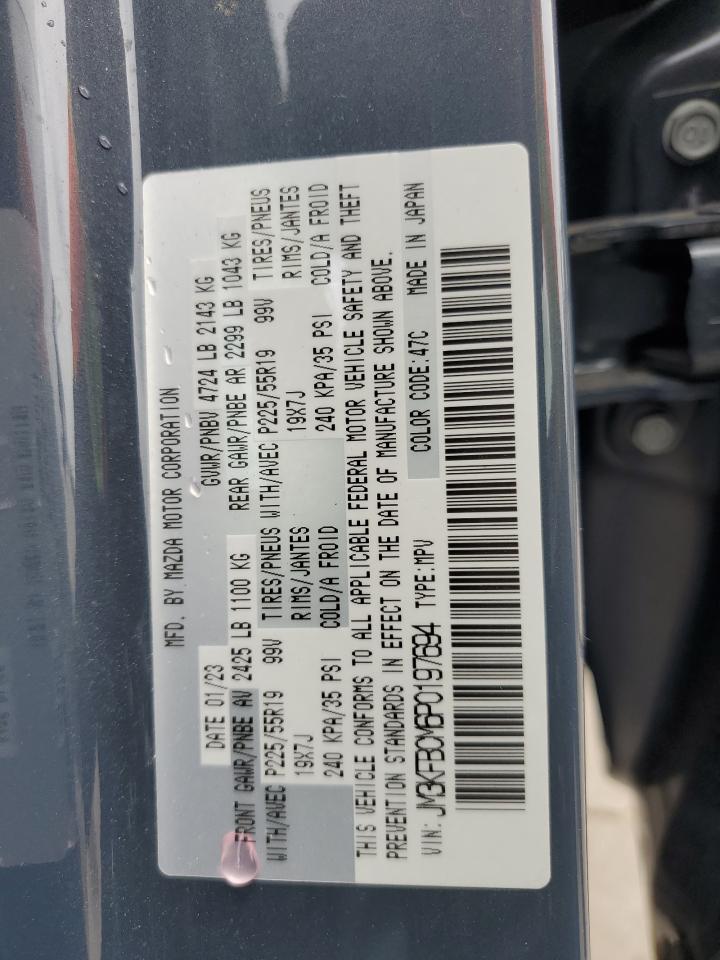 MFD. BY MAZDA MOTOR CORPORATION
DATE 01/23 GVWR/PNBV 4724 LB 2143 KG
FRONT GAWR/PNBE AV 2425 LB 1100 KG REAR GAWR/PNBE AR 2299 LB 1043 KG
WITH/AVEC P225/55R19 99V TIRES/PNEUS WITH/AVEC P225/55R19 99V TIRES/PNEUS
19X7J RIMS/JANTES 19X7J RIMS/JANTES
240 KPA/35 PSI COLD/A FROID 240 KPA/35 PSI COLD/A FROID
THIS VEHICLE CONFORMS TO ALL APPLICABLE FEDERAL MOTOR VEHICLE SAFETY AND THEFT
PREVENTION STANDARDS IN EFFECT ON THE DATE OF MANUFACTURE SHOWN ABOVE.
VIN: JM3KFBCM6P0197694 TYPE:MPV COLOR CODE:47C MADE IN JAPAN